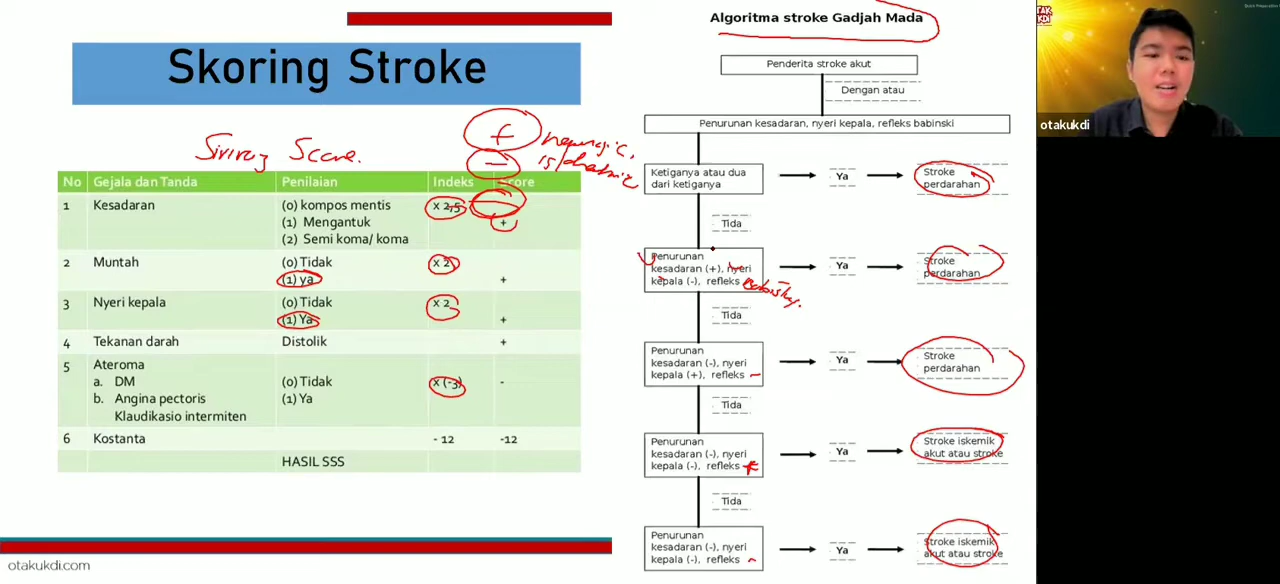 Skoring Stroke
Siriraj Score.
+
hemoragic,
-
No Gejala dan Tanda Penilaian Indeks Score
1 Kesadaran (0) kompos mentis x 2,5
(1) Mengantuk +
(2) Semi koma/ koma
2 Muntah (0) Tidak x 2
(1) ya +
3 Nyeri kepala (0) Tidak x 2
(1) Ya +
4 Tekanan darah Distolik +
5 Ateroma
a. DM (0) Tidak x (-3) -
b. Angina pectoris (1) Ya
Klaudikasio intermiten
6 Kostanta - 12 -12
HASIL SSS
otakukdi.com
Algoritma stroke Gadjah Mada
Penderita stroke akut
Dengan atau
Penurunan kesadaran, nyeri kepala, refleks babinski
Ketiganya atau dua
dari ketiganya
Ya
Stroke
perdarahan
Tida
Penurunan
kesadaran (+), nyeri
kepala (-), refleks
Ya
Stroke
perdarahan
Tida
Penurunan
kesadaran (-), nyeri
kepala (+), refleks -
Ya
Stroke
perdarahan
Tida
Penurunan
kesadaran (-), nyeri
kepala (-), refleks +
Ya
Stroke iskemik
akut atau stroke
Tida
Penurunan
kesadaran (-), nyeri
kepala (-), refleks -
Ya
Stroke iskemik
akut atau stroke
otakukdi